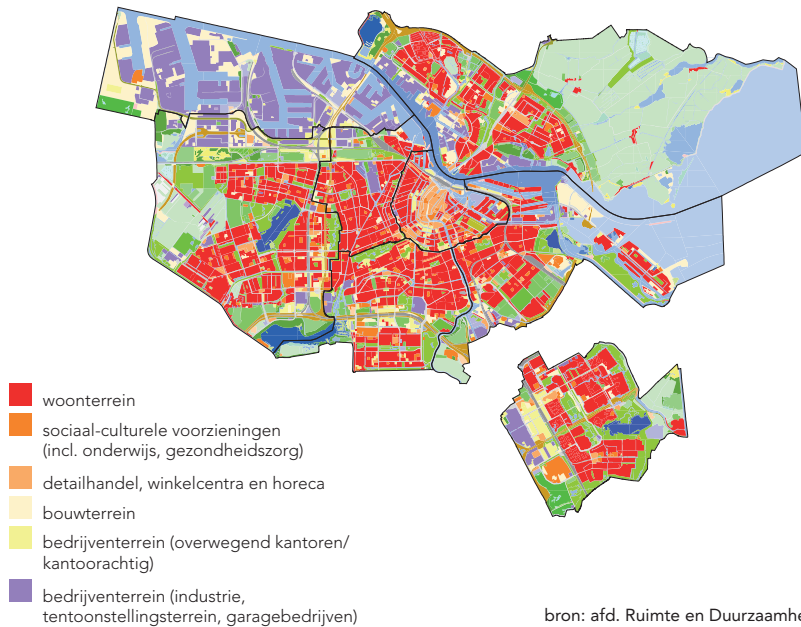 woonterrein
sociaal-culturele voorzieningen
(incl. onderwijs, gezondheidszorg)
detailhandel, winkelcentra en horeca
bouwterrein
bedrijventerrein (overwegend kantoren/
kantoorachtig)
bedrijventerrein (industrie,
tentoonstellingsterrein, garagebedrijven)
bron: afd. Ruimte en Duurzaamhe